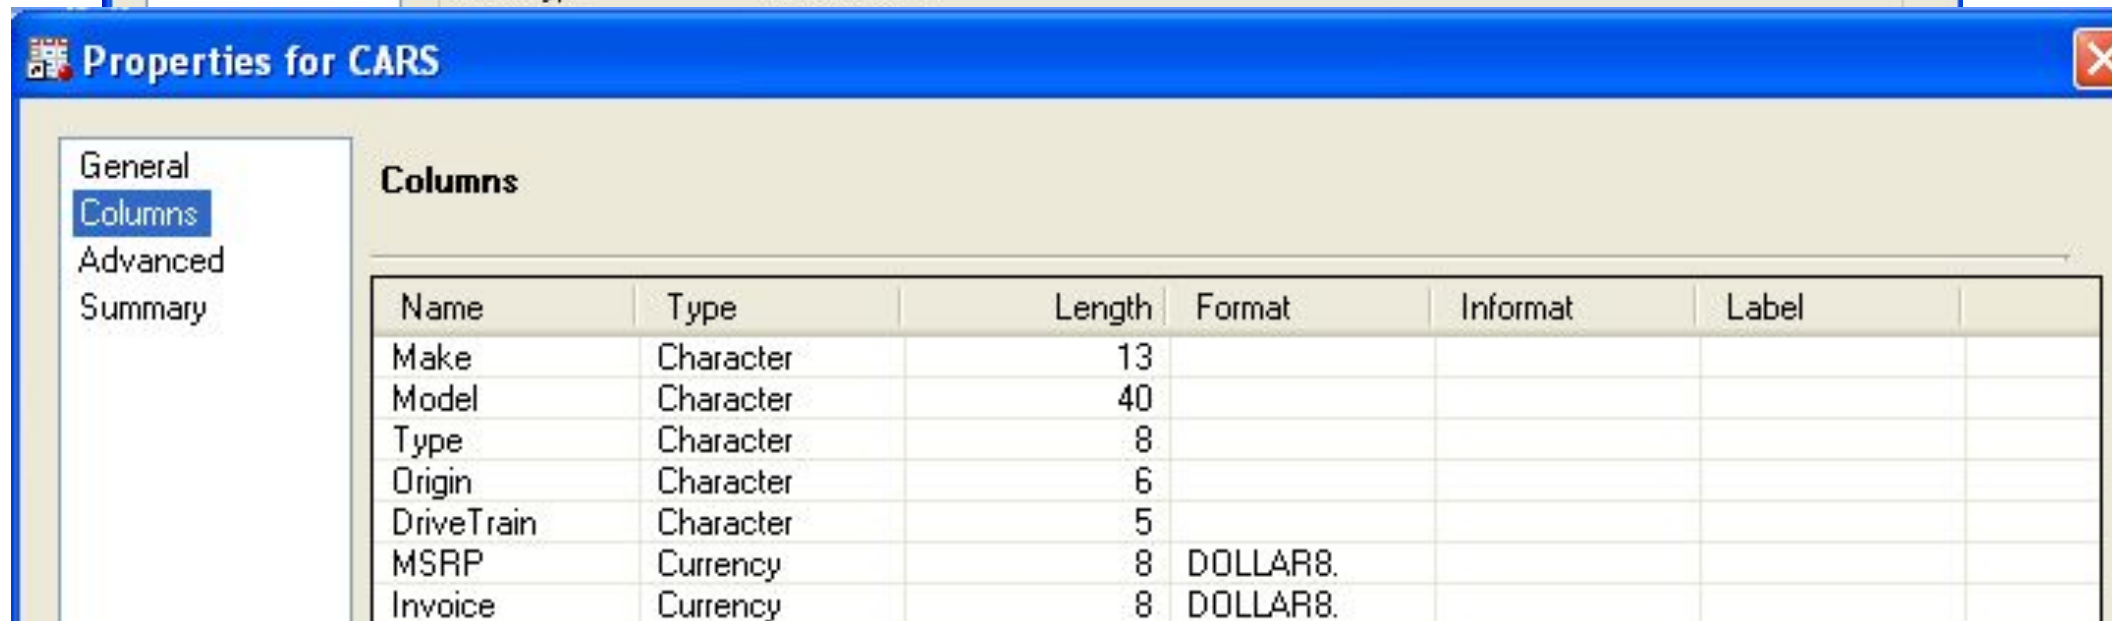 Properties for CARS
General
Columns
Advanced
Summary
Columns
Name Type Length Format Informat Label
Make Character 13
Model Character 40
Type Character 8
Origin Character 6
DriveTrain Character 5
MSRP Currency 8 DOLLAR8.
Invoice Currency 8 DOLLAR8.